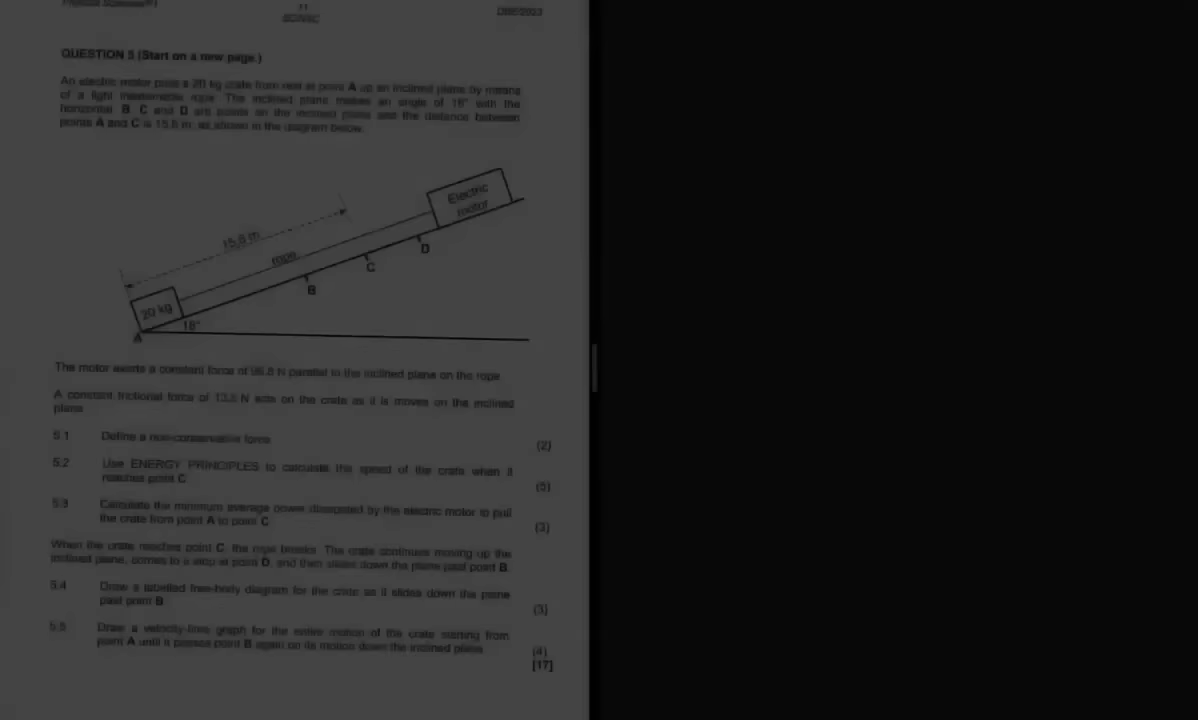 Physical Sciences/P1
11
SC/NSC
DBE/2023
QUESTION 5 (Start on a new page.)
An electric motor pulls a 20 kg crate from rest at point A up an inclined plane by means
of a light inextensible rope. The inclined plane makes an angle of 18° with the
horizontal. B, C and D are points on the inclined plane and the distance between
points A and C is 15,6 m, as shown in the diagram below.
Electric
motor
15,6 m
rope
D
C
B
20 kg
18°
A
The motor exerts a constant force of N parallel to the inclined plane on the rope.
A constant frictional force of N acts on the crate as it is moves on the inclined
plane.
5.1 Define a non-conservative force. (2)
5.2 Use ENERGY PRINCIPLES to calculate the speed of the crate when it
reaches point C. (5)
5.3 Calculate the minimum average power dissipated by the electric motor to pull
the crate from point A to point C. (3)
When the crate reaches point C, the rope breaks. The crate continues moving up the
inclined plane, comes to a stop at point D, and then slides down the plane past point B.
5.4 Draw a labelled free-body diagram for the crate as it slides down the plane
past point B. (3)
5.5 Draw a velocity-time graph for the entire motion of the crate starting from
point A until it passes point B again on its motion down the inclined plane. (4)
[17]